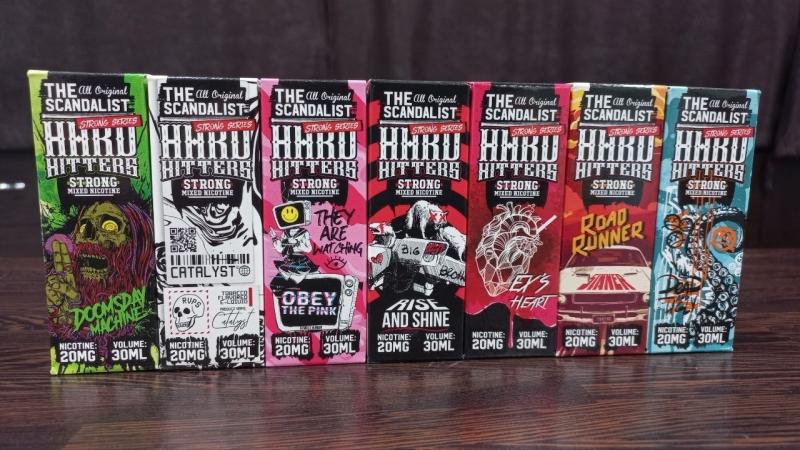 THE All Original
SCANDALIST
STRONG SERIES
HARD
HITTERS
STRONG
MIXED NICOTINE
DOOMSDAY
MACHINE
NICOTINE: VOLUME:
20MG 30ML
THE All Original
SCANDALIST
STRONG SERIES
HARD
HITTERS
STRONG
MIXED NICOTINE
CATALYST
RUPS
TOBACCO
FLAVORED
E-LIQUID
Catalyst
NICOTINE: VOLUME:
20MG 30ML
THE All Original
SCANDALIST
STRONG SERIES
HARD
HITTERS
STRONG
MIXED NICOTINE
THEY
ARE
WATCHING
OBEY
THE PINK
NICOTINE: VOLUME:
20MG 30ML
THE All Original
SCANDALIST
STRONG SERIES
HARD
HITTERS
STRONG
MIXED NICOTINE
RISE
AND SHINE
NICOTINE: VOLUME:
20MG 30ML
THE All Original
SCANDALIST
STRONG SERIES
HARD
HITTERS
STRONG
MIXED NICOTINE
EX'S
HEART
NICOTINE: VOLUME:
20MG 30ML
THE All Original
SCANDALIST
STRONG SERIES
HARD
HITTERS
STRONG
MIXED NICOTINE
ROAD
RUNNER
NICOTINE: VOLUME:
20MG 30ML
THE All Original
SCANDALIST
STRONG SERIES
HARD
HITTERS
STRONG
MIXED NICOTINE
NICOTINE: VOLUME:
20MG 30ML